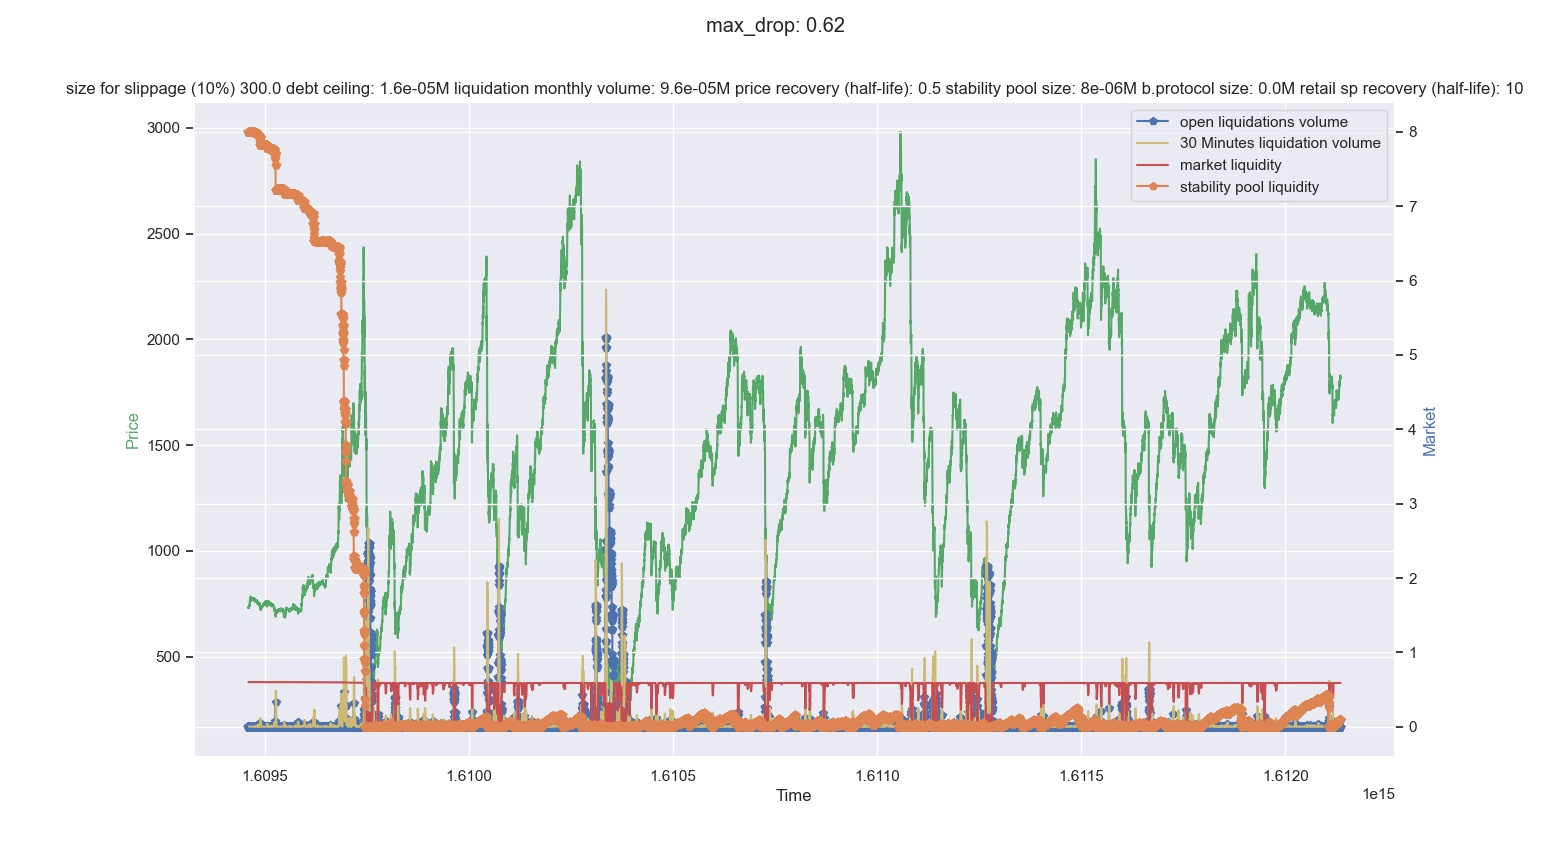 max_drop: 0.62
size for slippage (10%) 300.0 debt ceiling: 1.6e-05M liquidation monthly volume: 9.6e-05M price recovery (half-life): 0.5 stability pool size: 8e-06M b.protocol size: 0.0M retail sp recovery (half-life): 10
open liquidations volume
30 Minutes liquidation volume
market liquidity
stability pool liquidity
3000
2500
2000
1500
1000
500
Price
8
7
6
5
4
3
2
1
0
Market
1.6095 1.6100 1.6105 1.6110 1.6115 1.6120
1e15
Time